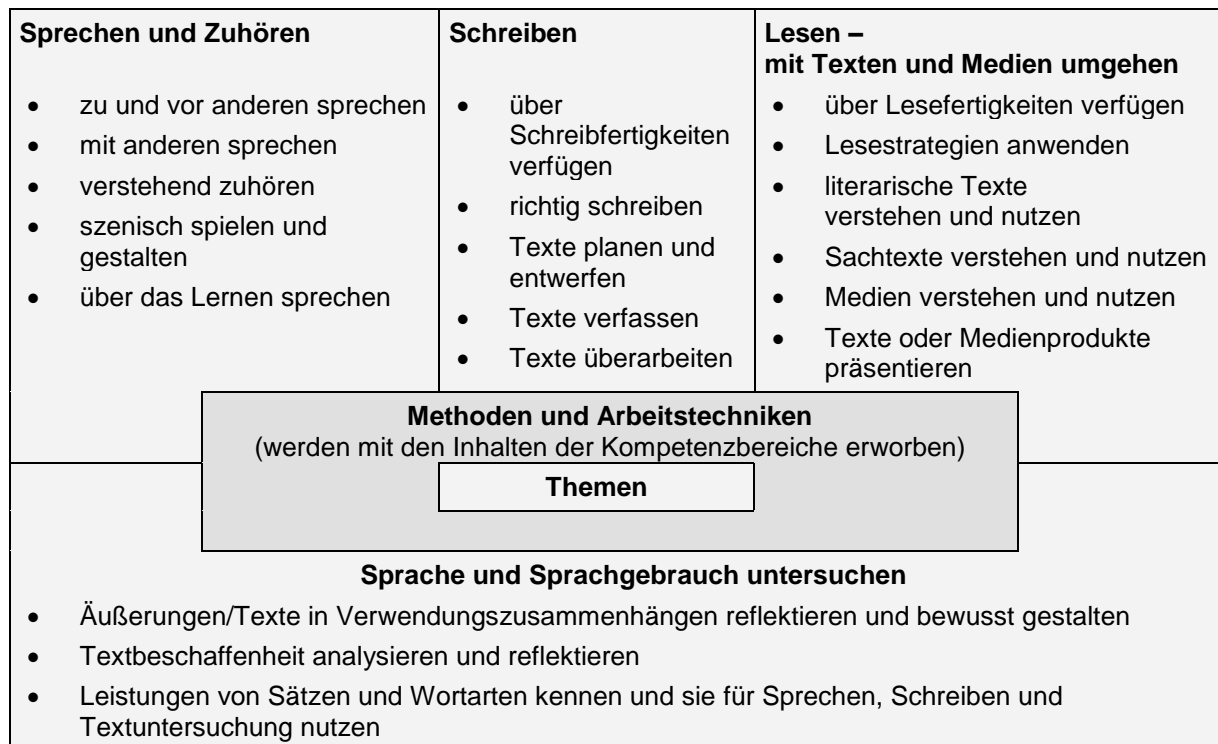 Sprechen und Zuhören
• zu und vor anderen sprechen
• mit anderen sprechen
• verstehend zuhören
• szenisch spielen und
gestalten
• über das Lernen sprechen
Schreiben
• über
Schreibfertigkeiten
verfügen
• richtig schreiben
• Texte planen und
entwerfen
• Texte verfassen
• Texte überarbeiten
Lesen –
mit Texten und Medien umgehen
• über Lesefertigkeiten verfügen
• Lesestrategien anwenden
• literarische Texte
verstehen und nutzen
• Sachtexte verstehen und nutzen
• Medien verstehen und nutzen
• Texte oder Medienprodukte
präsentieren
Methoden und Arbeitstechniken
(werden mit den Inhalten der Kompetenzbereiche erworben)
Themen
Sprache und Sprachgebrauch untersuchen
• Äußerungen/Texte in Verwendungszusammenhängen reflektieren und bewusst gestalten
• Textbeschaffenheit analysieren und reflektieren
• Leistungen von Sätzen und Wortarten kennen und sie für Sprechen, Schreiben und
Textuntersuchung nutzen